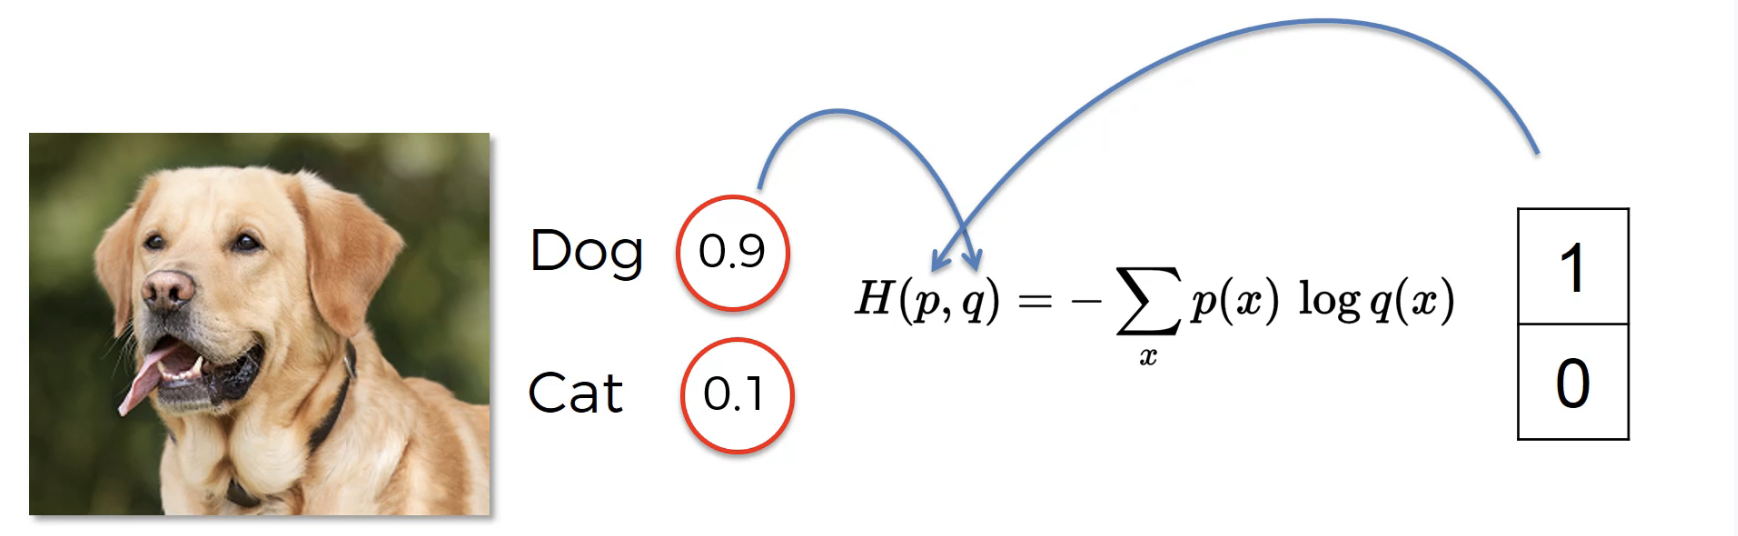 Dog 0.9
Cat 0.1
H(p, q) = − ∑ₓ p(x) log q(x)
1
0